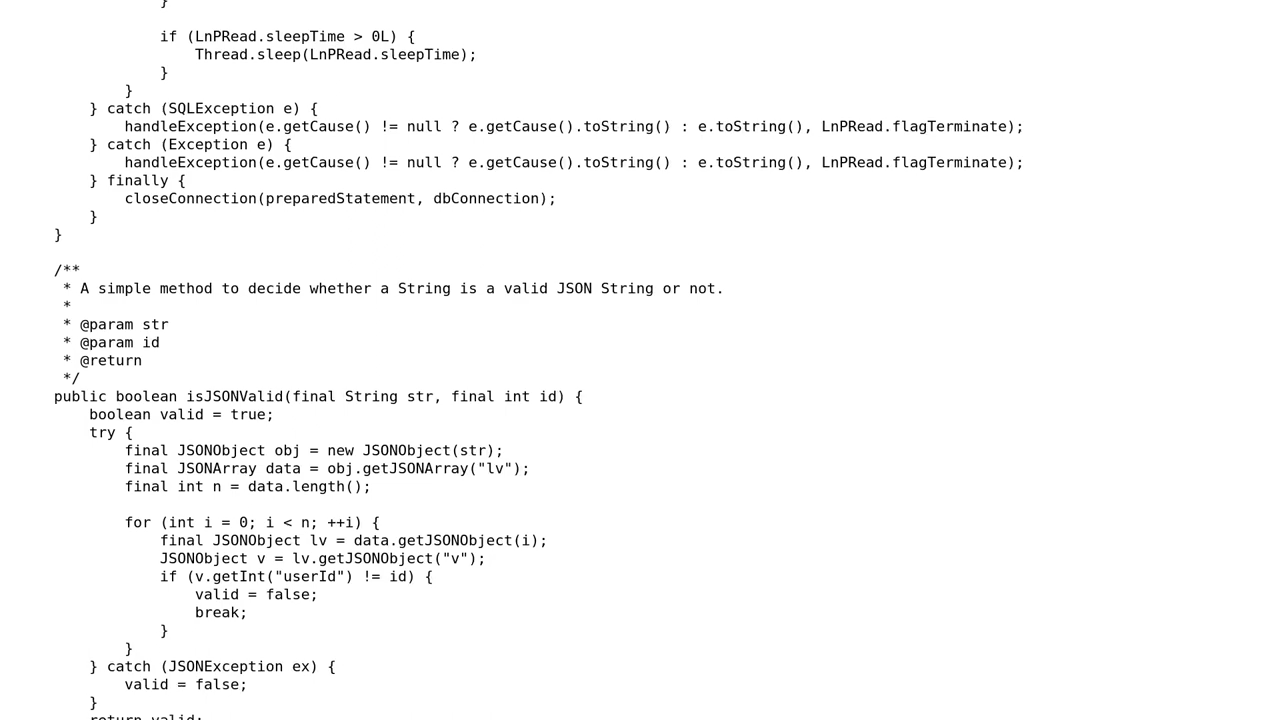 }
if (LnPRead.sleepTime > 0L) {
Thread.sleep(LnPRead.sleepTime);
}
}
} catch (SQLException e) {
handleException(e.getCause() != null ? e.getCause().toString() : e.toString(), LnPRead.flagTerminate);
} catch (Exception e) {
handleException(e.getCause() != null ? e.getCause().toString() : e.toString(), LnPRead.flagTerminate);
} finally {
closeConnection(preparedStatement, dbConnection);
}
}
/**
* A simple method to decide whether a String is a valid JSON String or not.
*
* @param str
* @param id
* @return
*/
public boolean isJSONValid(final String str, final int id) {
boolean valid = true;
try {
final JSONObject obj = new JSONObject(str);
final JSONArray data = obj.getJSONArray("lv");
final int n = data.length();
for (int i = 0; i < n; ++i) {
final JSONObject lv = data.getJSONObject(i);
JSONObject v = lv.getJSONObject("v");
if (v.getInt("userId") != id) {
valid = false;
break;
}
}
} catch (JSONException ex) {
valid = false;
}
return valid;